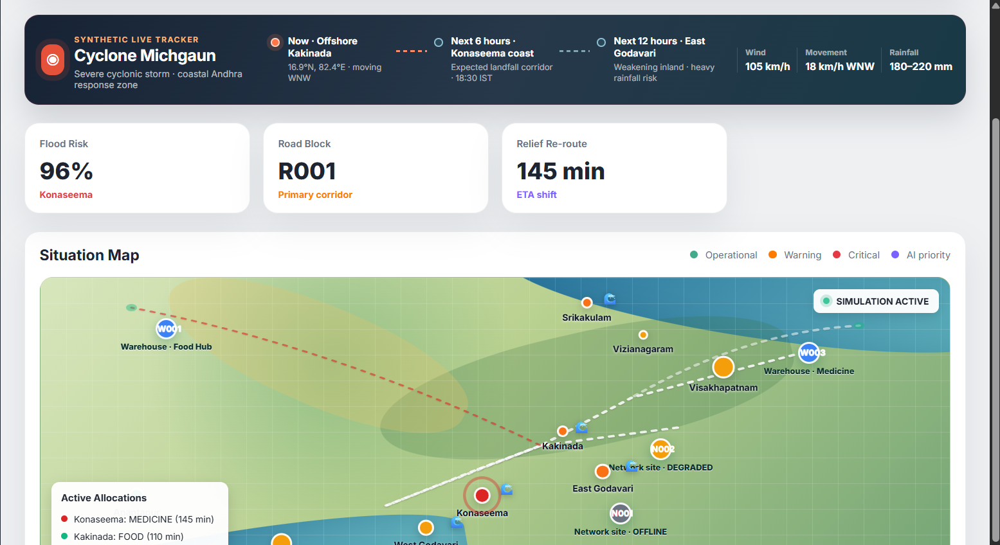 SYNTHETIC LIVE TRACKER
Cyclone Michgaun
Severe cyclonic storm · coastal Andhra
response zone
Now · Offshore
Kakinada
16.9°N, 82.4°E · moving
WNW
Next 6 hours ·
Konaseema coast
Expected landfall corridor
· 18:30 IST
Next 12 hours · East
Godavari
Weakening inland · heavy
rainfall risk
Wind
105 km/h
Movement
18 km/h WNW
Rainfall
180–220 mm
Flood Risk
96%
Konaseema
Road Block
R001
Primary corridor
Relief Re-route
145 min
ETA shift
Situation Map
Operational
Warning
Critical
AI priority
SIMULATION ACTIVE
Srikakulam
W001
Warehouse · Food Hub
Vizianagaram
W003
Warehouse · Medicine
Visakhapatnam
Kakinada
N002
Network site · DEGRADED
East Godavari
Konaseema
N001
Network site · OFFLINE
West Godavari
Active Allocations
Anantapur
Konaseema: MEDICINE (145 min)
Kakinada: FOOD (110 min)